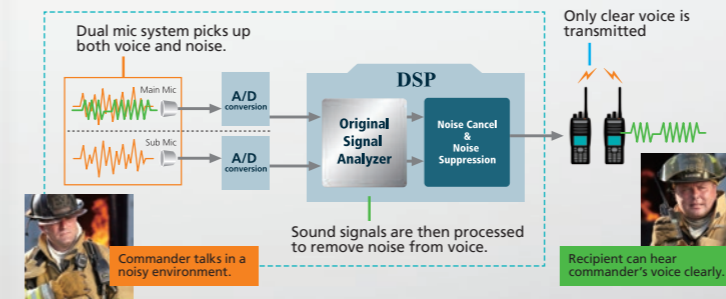 Dual mic system picks up
both voice and noise.
Main Mic
Sub Mic
A/D
conversion
A/D
conversion
DSP
Original
Signal
Analyzer
Noise Cancel
&
Noise
Suppression
Only clear voice is
transmitted
Sound signals are then processed
to remove noise from voice.
Commander talks in a
noisy environment.
Recipient can hear
commander's voice clearly.